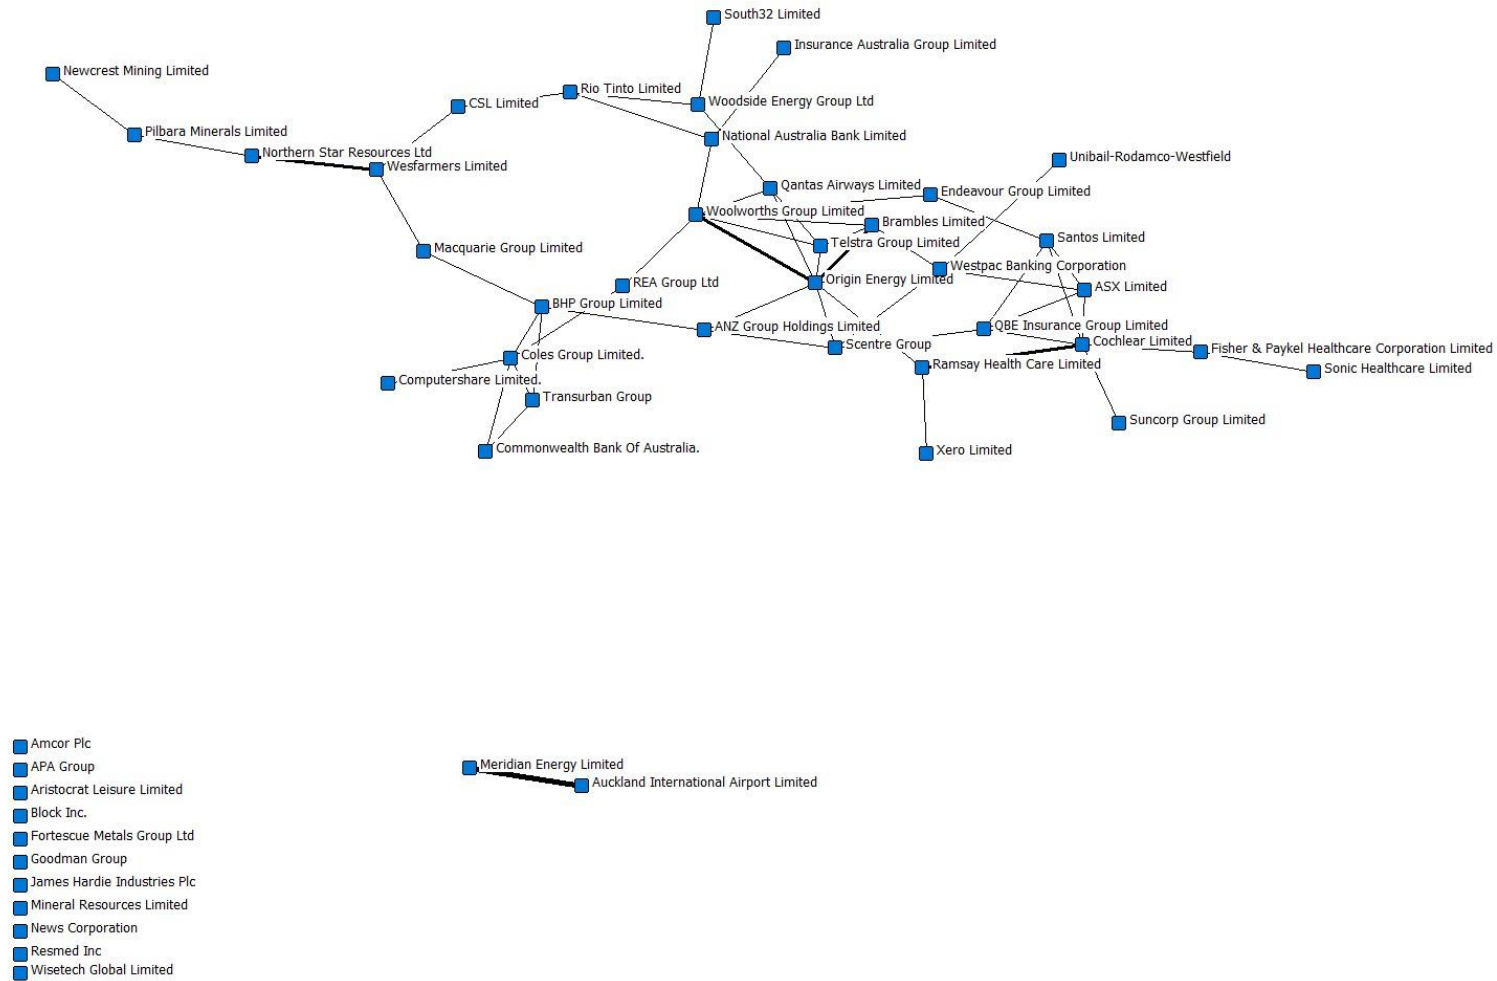 South32 Limited
Insurance Australia Group Limited
Newcrest Mining Limited
Rio Tinto Limited
CSL Limited
Woodside Energy Group Ltd
Pilbara Minerals Limited
National Australia Bank Limited
Northern Star Resources Ltd
Wesfarmers Limited
Unibail-Rodamco-Westfield
Qantas Airways Limited
Endeavour Group Limited
Woolworths Group Limited
Brambles Limited
Santos Limited
Macquarie Group Limited
Telstra Group Limited
Westpac Banking Corporation
REA Group Ltd
Origin Energy Limited
ASX Limited
BHP Group Limited
ANZ Group Holdings Limited
QBE Insurance Group Limited
Scentre Group
Cochlear Limited
Fisher & Paykel Healthcare Corporation Limited
Coles Group Limited.
Ramsay Health Care Limited
Sonic Healthcare Limited
Computershare Limited.
Transurban Group
Suncorp Group Limited
Commonwealth Bank Of Australia.
Xero Limited
Amcor Plc
APA Group
Aristocrat Leisure Limited
Block Inc.
Fortescue Metals Group Ltd
Goodman Group
James Hardie Industries Plc
Mineral Resources Limited
News Corporation
Resmed Inc
Wisetech Global Limited
Meridian Energy Limited
Auckland International Airport Limited